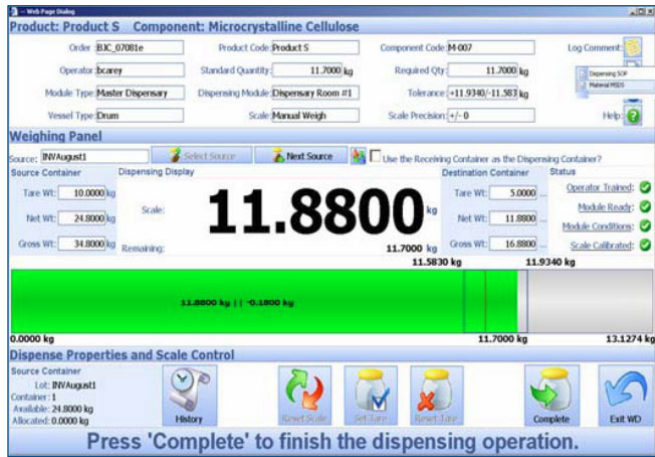 -- Web Page Dialog
Product: Product S Component: Microcrystalline Cellulose
Order BJC_07081e Product Code: Product S Component Code: M-007 Log Comment:
Operator: bcarey Standard Quantity: 11.7000 kg Required Qty: 11.7000 kg Dispensing SOP
Material MSDS
Module Type: Master Dispensary Dispensing Module: Dispensary Room #1 Tolerance: +11.9340/-11.583 kg
Vessel Type: Drum Scale: Manual Weigh Scale Precision: +/- 0 Help:
Weighing Panel
Source: INVAugust1 Select Source Next Source Use the Receiving Container as the Dispensing Container?
Source Container Dispensing Display Destination Container Status
Tare Wt: 10.0000 kg Scale: 11.8800 kg Tare Wt: 5.0000 ... Operator Trained:
Net Wt: 24.8000 kg Net Wt: 11.8800 ... Module Ready:
Module Conditions:
Gross Wt: 34.8000 kg Remaining: 11.7000 kg Gross Wt: 16.8800 ... Scale Calibrated:
11.5830 kg 11.9340 kg
11.8800 kg || -0.1800 kg
0.0000 kg 11.7000 kg 13.1274 kg
Dispense Properties and Scale Control
Source Container
Lot: INVAugust1
Container: 1
Available: 24.8000 kg
Allocated: 0.0000 kg
History Reset Scale Set Tare Reset Tare Complete Exit WD
Press 'Complete' to finish the dispensing operation.